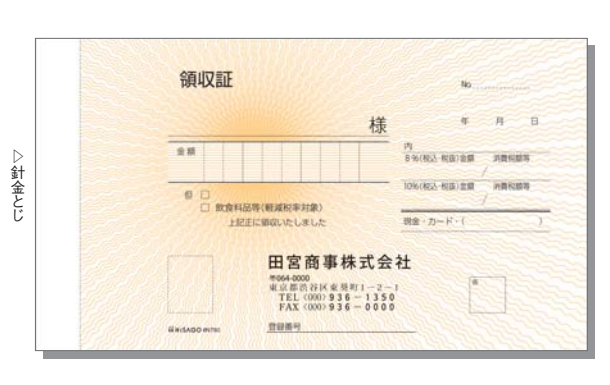 領収証
No.
様
年 月 日
▷針金とじ
金額
内
8%(税込・税抜)金額 消費税額等
/
10%(税込・税抜)金額 消費税額等
/
但 □
□ 飲食料品等(軽減税率対象)
上記正に領収いたしました
現金・カード・( )
田宮商事株式会社
〒064-0000
東京都渋谷区東葵町1-2-1
TEL (000) 936-1350
FAX (000) 936-0000
HISAGO
登録番号